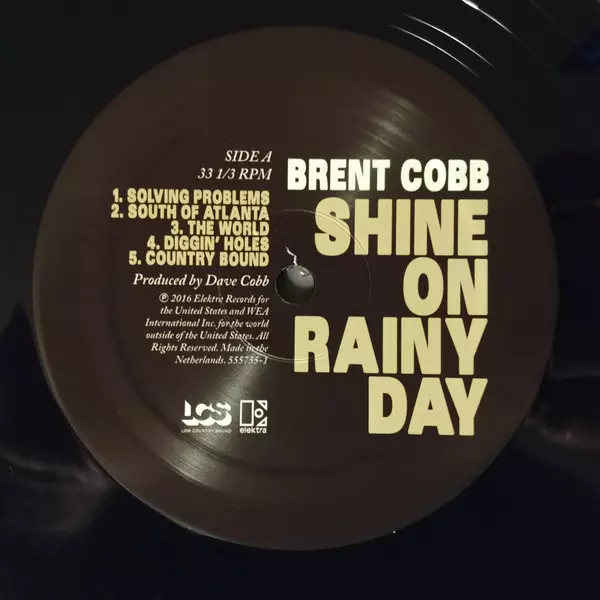 SIDE A
33 1/3 RPM
1. SOLVING PROBLEMS
2. SOUTH OF ATLANTA
3. THE WORLD
4. DIGGIN' HOLES
5. COUNTRY BOUND
Produced by Dave Cobb
℗ 2016 Elektra Records for
the United States and WEA
International Inc. for the world
outside of the United States. All
Rights Reserved. Made in the
Netherlands. 555755-1
LCS
LOW COUNTRY SOUND
elektra
BRENT COBB
SHINE
ON
RAINY
DAY